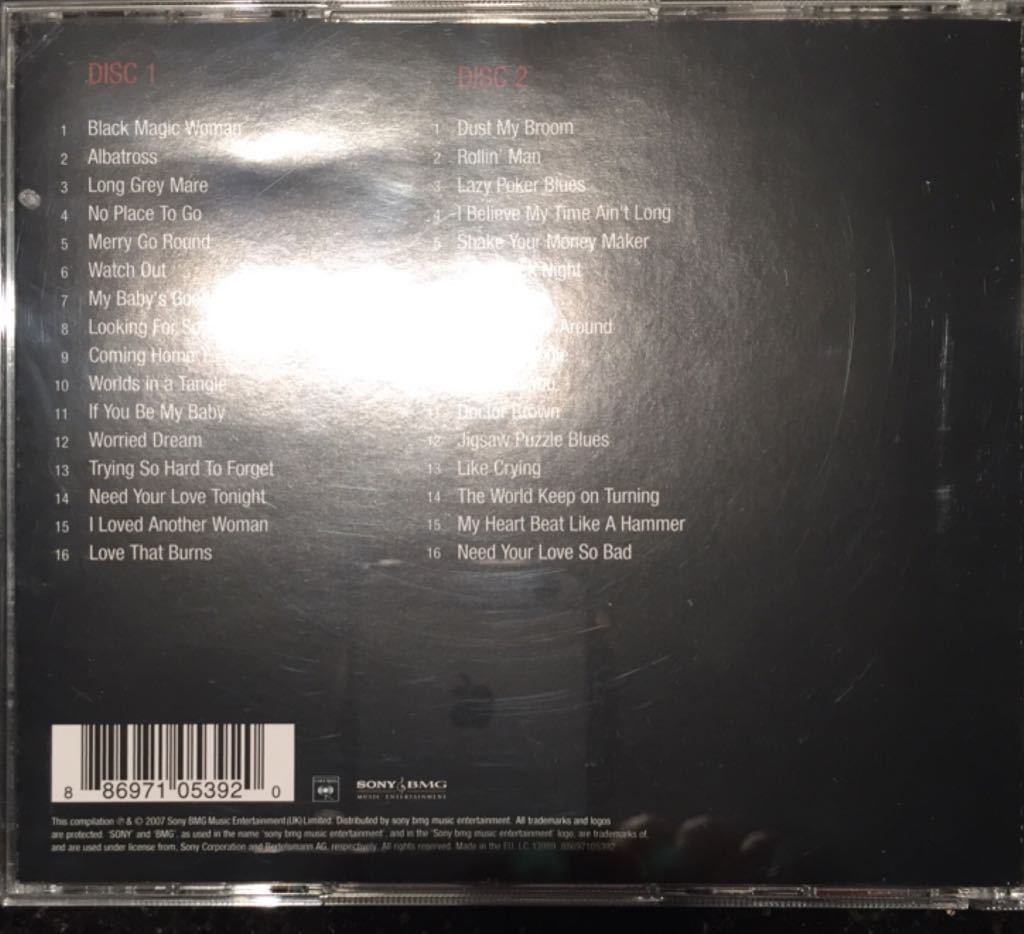 DISC 1
1 Black Magic Woman
2 Albatross
3 Long Grey Mare
4 No Place To Go
5 Merry Go Round
6 Watch Out
7 My Baby's
8 Looking For
9 Coming Home
10 Worlds in a Tangle
11 If You Be My Baby
12 Worried Dream
13 Trying So Hard To Forget
14 Need Your Love Tonight
15 I Loved Another Woman
16 Love That Burns
DISC 2
1 Dust My Broom
2 Rollin' Man
3 Lazy Poker Blues
4 I Believe My Time Ain't Long
5 Shake Your Money Maker
Night
Around
11 Doctor Brown
12 Jigsaw Puzzle Blues
13 Like Crying
14 The World Keep on Turning
15 My Heart Beat Like A Hammer
16 Need Your Love So Bad
8 86971 05392 0
SONY BMG
MUSIC ENTERTAINMENT
This compilation ℗ & © 2007 Sony BMG Music Entertainment (UK) Limited. Distributed by sony bmg music entertainment. All trademarks and logos
are protected. 'SONY' and 'BMG', as used in the name 'sony bmg music entertainment', and in the 'Sony bmg music entertainment' logo, are trademarks of,
and are used under license from, Sony Corporation and Bertelsmann AG, respectively. All rights reserved. Made in the EU. LC 12989. 88697105392